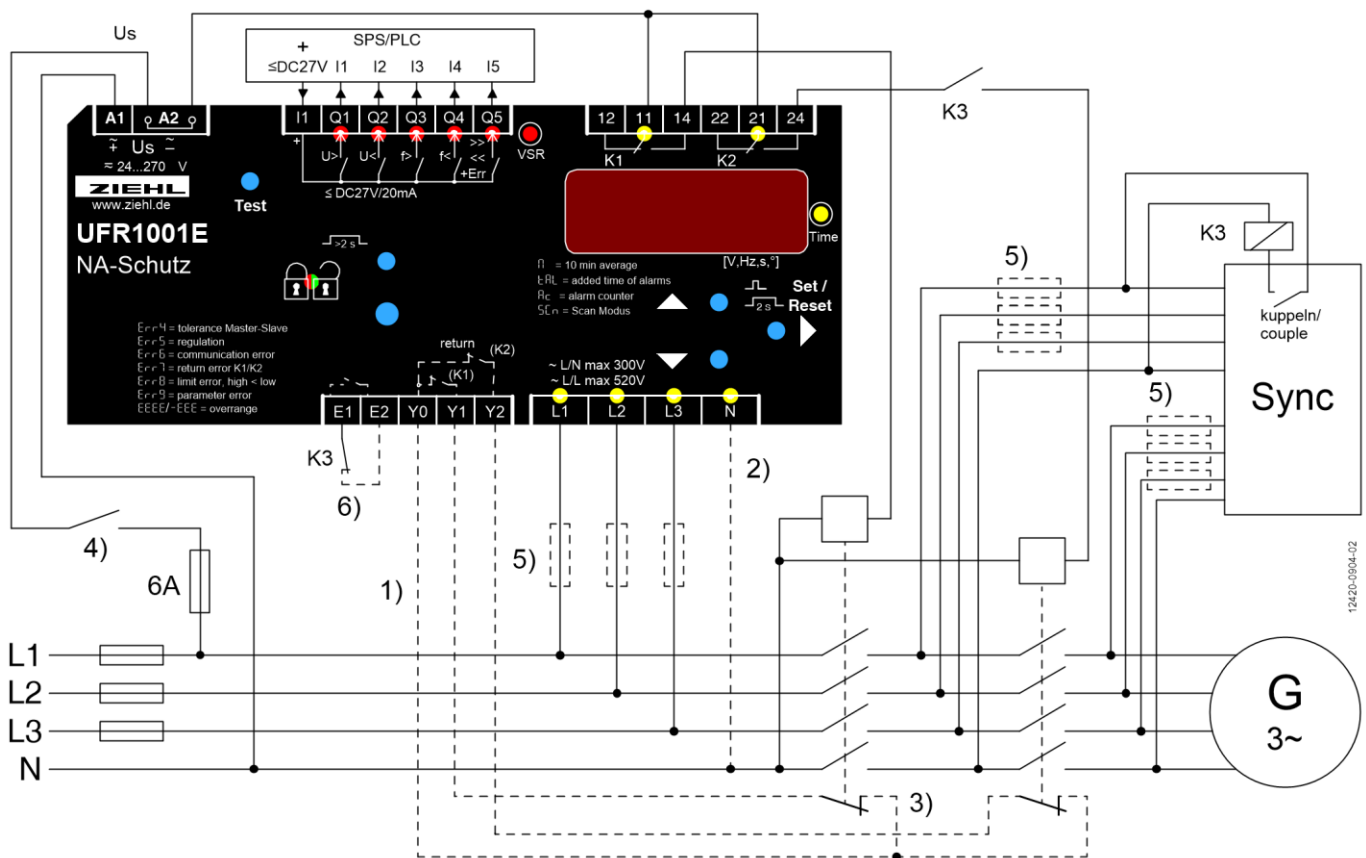 Us
SPS/PLC
+
≤DC27V I1 I2 I3 I4 I5
K3
A1 A2
I1 Q1 Q2 Q3 Q4 Q5
12 11 14 22 21 24
~ Us ~
+ −
≂ 24...270 V
+ U> U< f> f< >>
<<
+Err
VSR
K1 K2
≤ DC27V/20mA
ZIEHL
www.ziehl.de
Test
UFR1001E
NA-Schutz
>2 s
Time
[V,Hz,s,°]
n = 10 min average
tAL = added time of alarms
Ac = alarm counter
SCn = Scan Modus
2 s
Set /
Reset
K3
5)
kuppeln/
couple
Sync
5)
Err4 = tolerance Master-Slave
Err5 = regulation
Err6 = communication error
Err7 = return error K1/K2
Err8 = limit error, high < low
Err9 = parameter error
EEEE/-EEE = overrange
return
(K2)
(K1)
~ L/N max 300V
~ L/L max 520V
E1 E2 Y0 Y1 Y2
L1 L2 L3 N
K3
6)
2)
4)
6A
1)
5)
12420-0904-02
L1
L2
L3
N
G
3~
3)